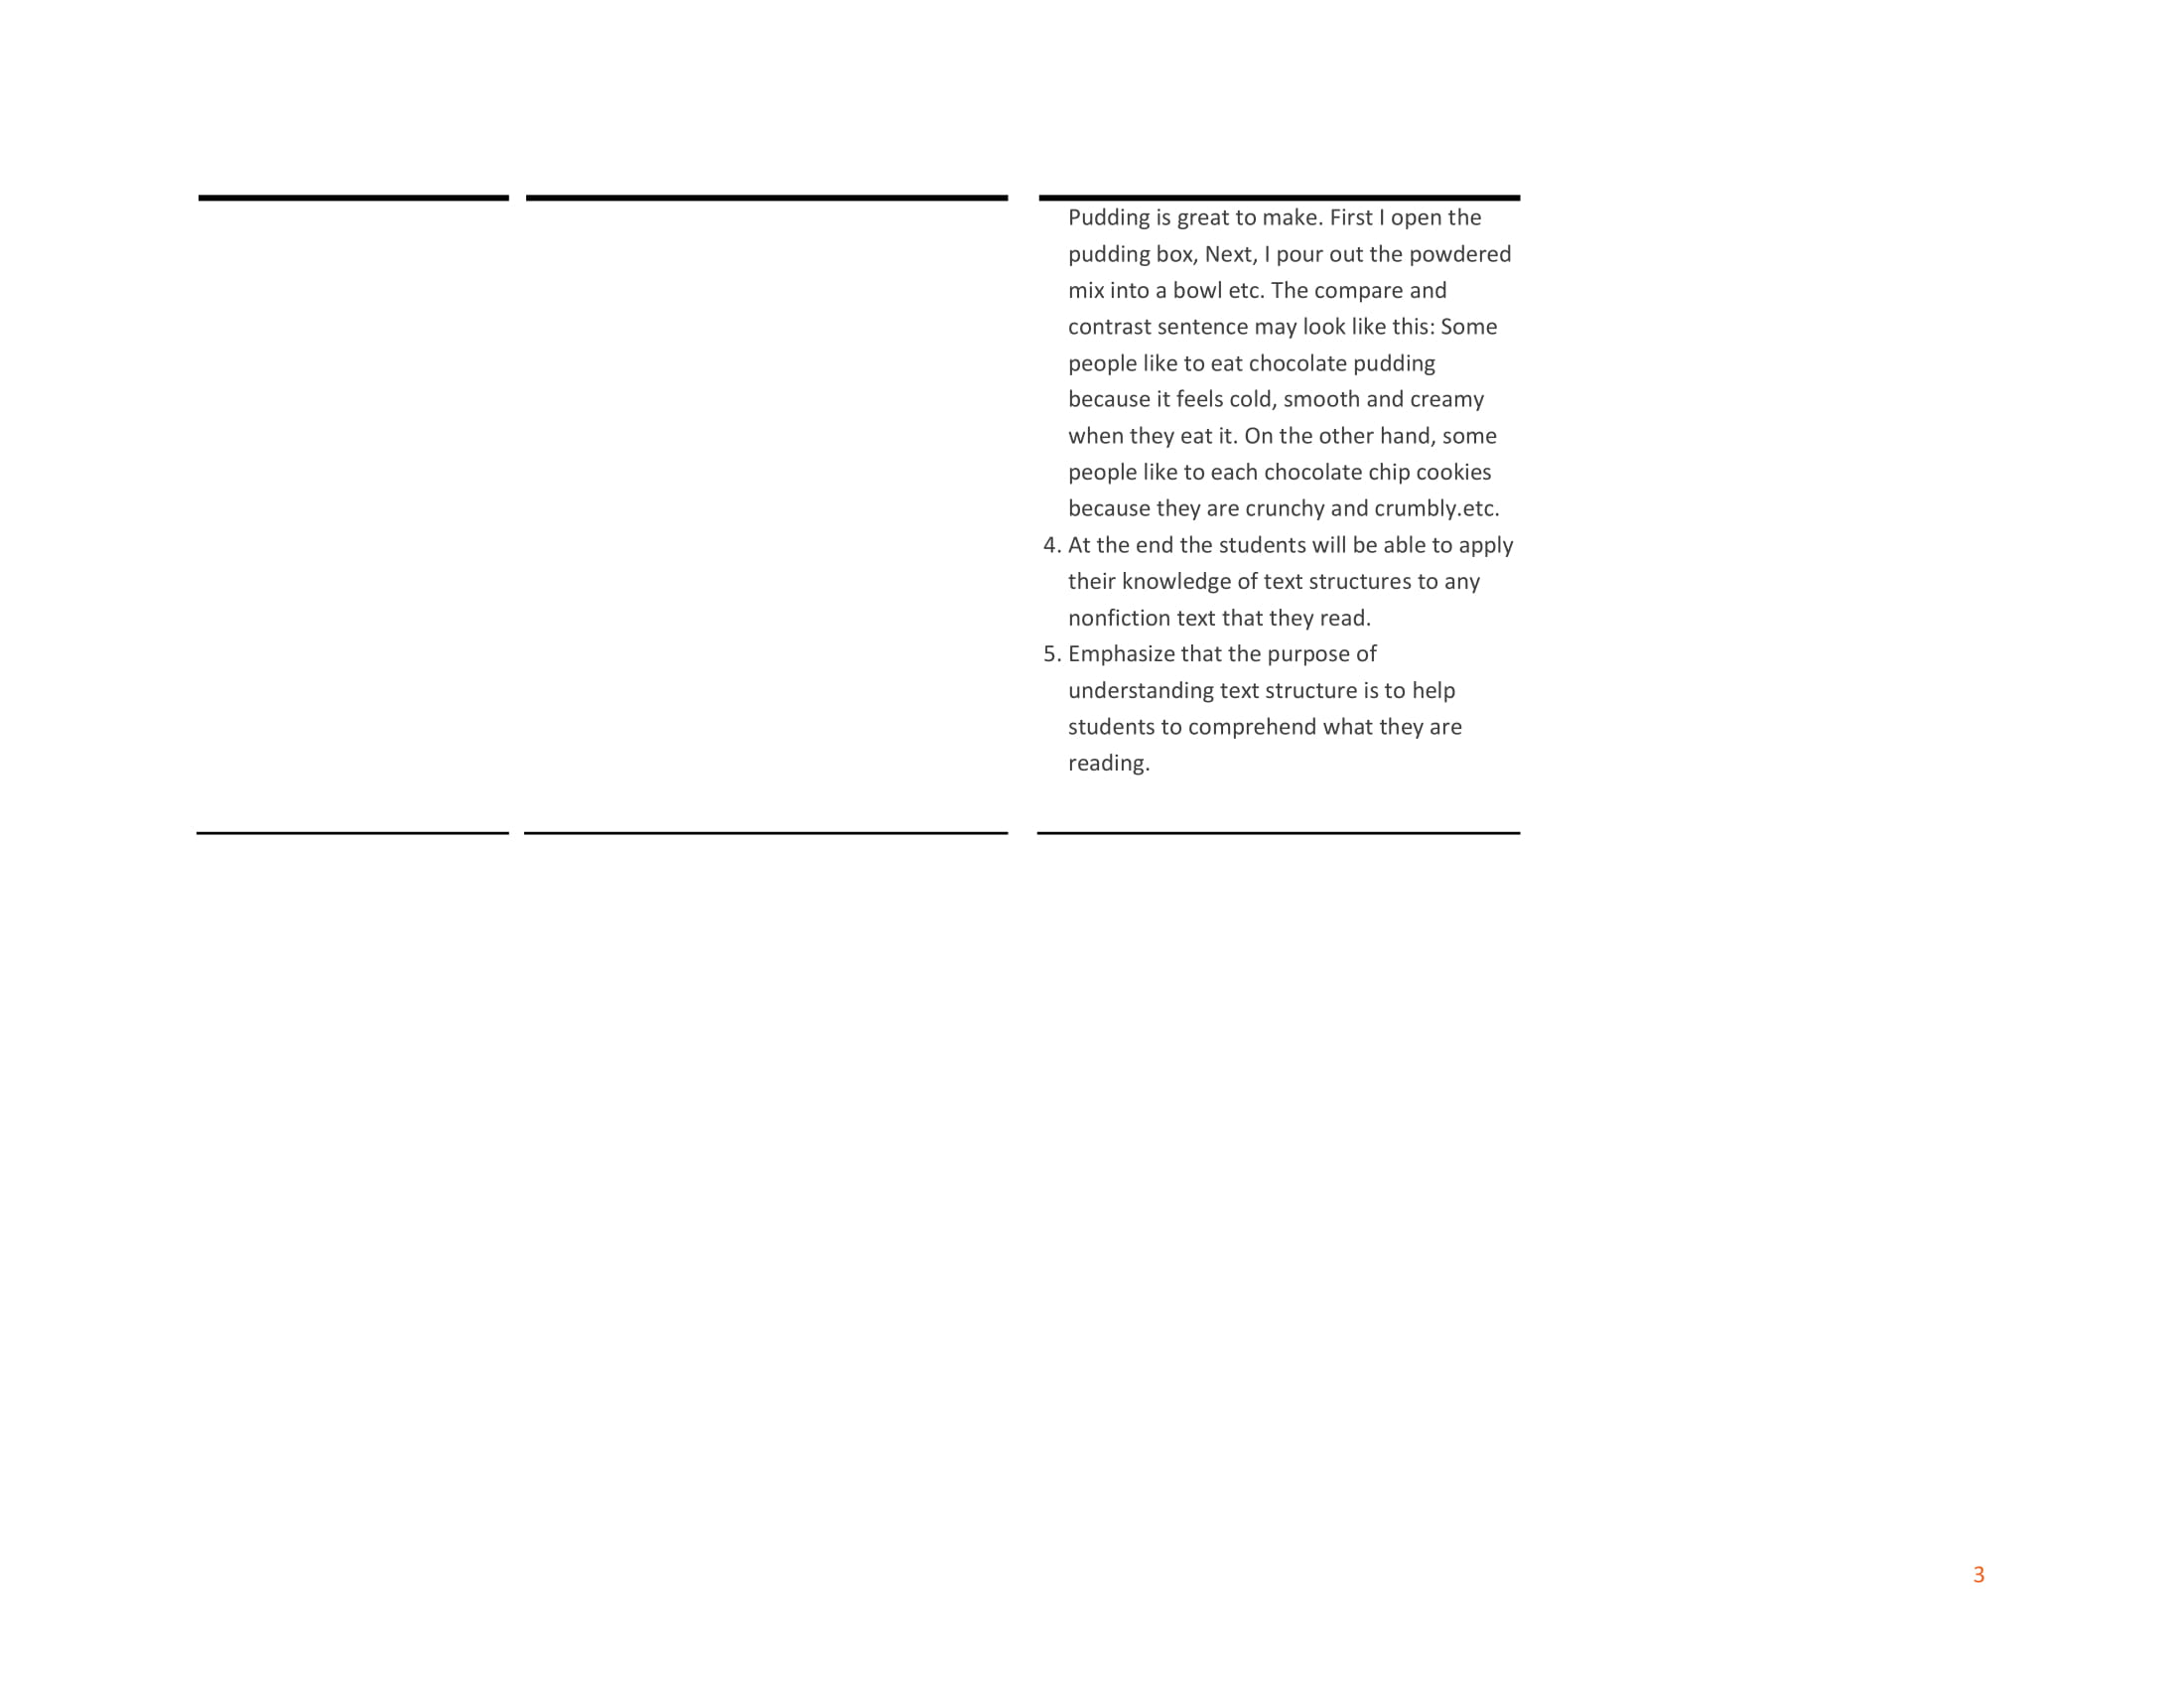 Pudding is great to make. First I open the
pudding box, Next, I pour out the powdered
mix into a bowl etc. The compare and
contrast sentence may look like this: Some
people like to eat chocolate pudding
because it feels cold, smooth and creamy
when they eat it. On the other hand, some
people like to each chocolate chip cookies
because they are crunchy and crumbly.etc.
4. At the end the students will be able to apply
their knowledge of text structures to any
nonfiction text that they read.
5. Emphasize that the purpose of
understanding text structure is to help
students to comprehend what they are
reading.
3